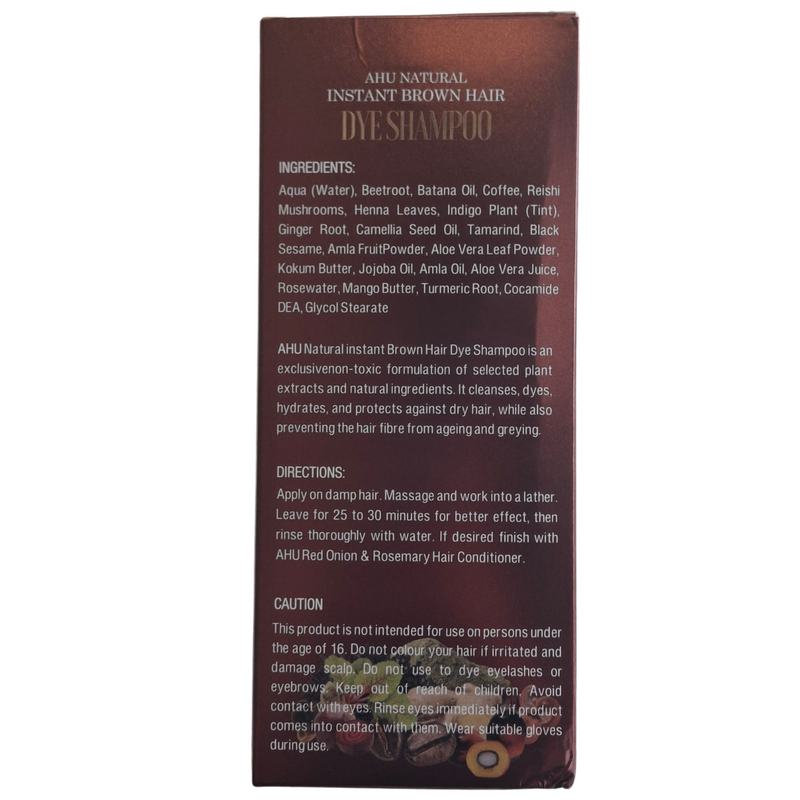 AHU NATURAL
INSTANT BROWN HAIR
DYE SHAMPOO
INGREDIENTS:
Aqua (Water), Beetroot, Batana Oil, Coffee, Reishi
Mushrooms, Henna Leaves, Indigo Plant (Tint),
Ginger Root, Camellia Seed Oil, Tamarind, Black
Sesame, Amla FruitPowder, Aloe Vera Leaf Powder,
Kokum Butter, Jojoba Oil, Amla Oil, Aloe Vera Juice,
Rosewater, Mango Butter, Turmeric Root, Cocamide
DEA, Glycol Stearate
AHU Natural instant Brown Hair Dye Shampoo is an
exclusivenon-toxic formulation of selected plant
extracts and natural ingredients. It cleanses, dyes,
hydrates, and protects against dry hair, while also
preventing the hair fibre from ageing and greying.
DIRECTIONS:
Apply on damp hair. Massage and work into a lather.
Leave for 25 to 30 minutes for better effect, then
rinse thoroughly with water. If desired finish with
AHU Red Onion & Rosemary Hair Conditioner.
CAUTION
This product is not intended for use on persons under
the age of 16. Do not colour your hair if irritated and
damage scalp. Do not use to dye eyelashes or
eyebrows. Keep out of reach of children. Avoid
contact with eyes. Rinse eyes immediately if product
comes into contact with them. Wear suitable gloves
during use.